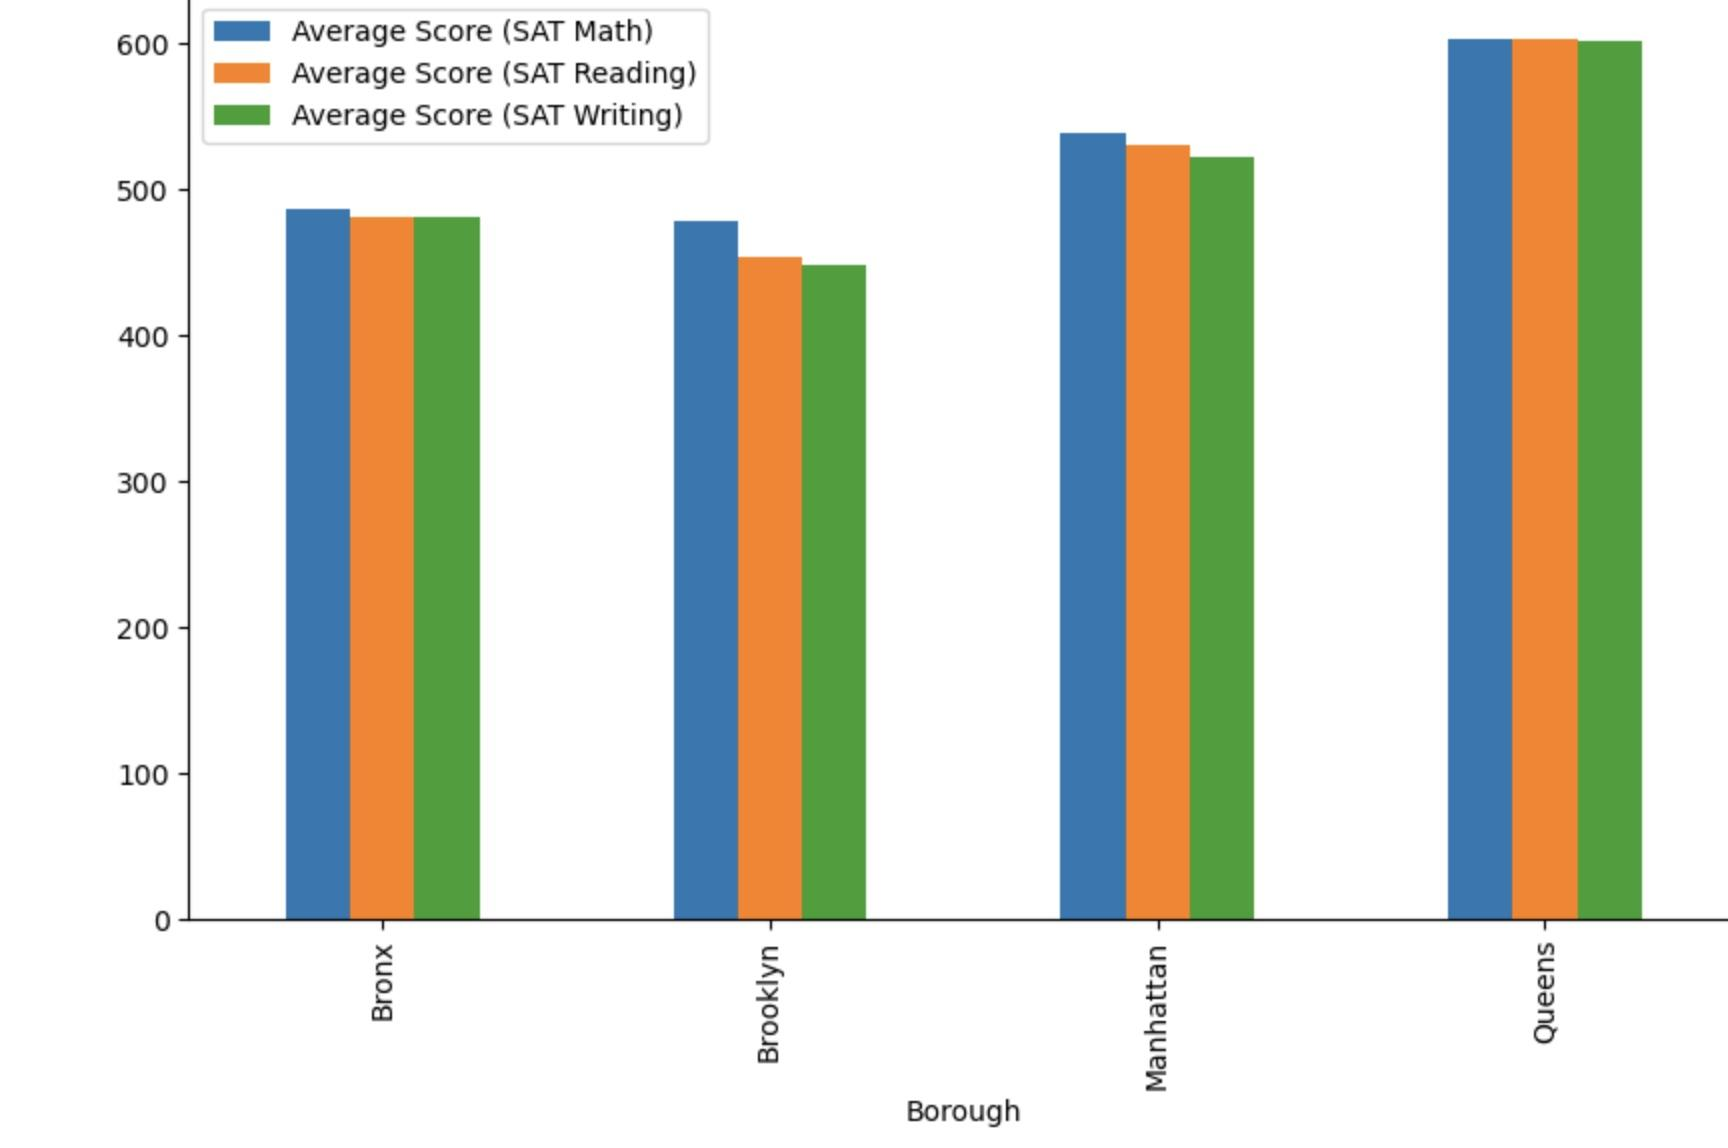 Average Score (SAT Math)
Average Score (SAT Reading)
Average Score (SAT Writing)
600
500
400
300
200
100
0
Bronx
Brooklyn
Manhattan
Queens
Borough